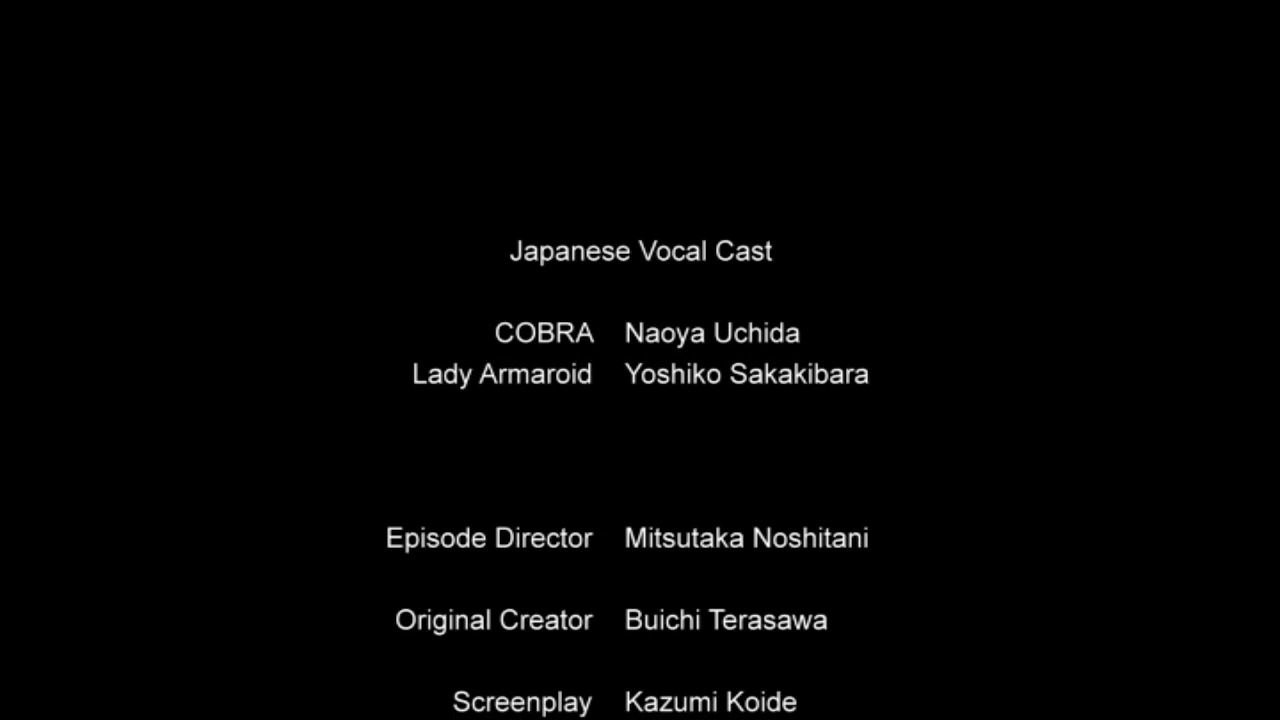 Japanese Vocal Cast
COBRA Naoya Uchida
Lady Armaroid Yoshiko Sakakibara
Episode Director Mitsutaka Noshitani
Original Creator Buichi Terasawa
Screenplay Kazumi Koide